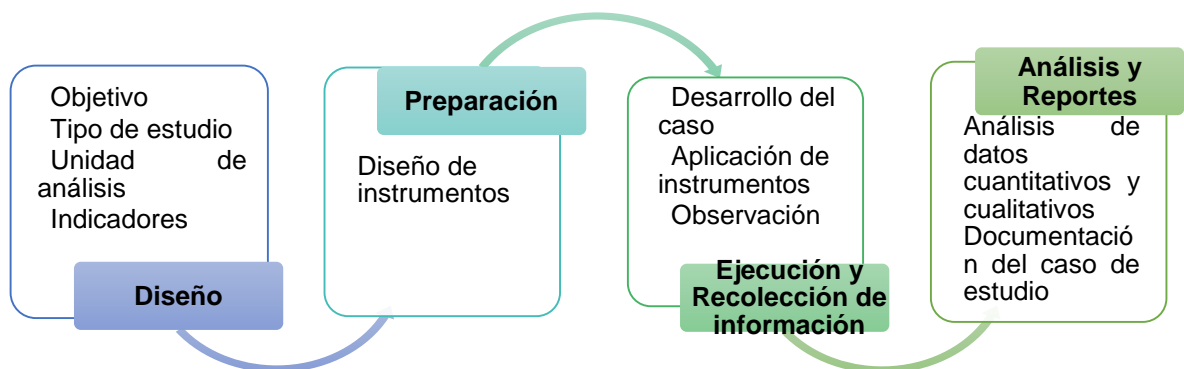 Objetivo
Tipo de estudio
Unidad de
análisis
Indicadores
Diseño
Preparación
Diseño de
instrumentos
Desarrollo del
caso
Aplicación de
instrumentos
Observación
Ejecución y
Recolección de
información
Análisis y
Reportes
Análisis de
datos
cuantitativos y
cualitativos
Documentació
n del caso de
estudio